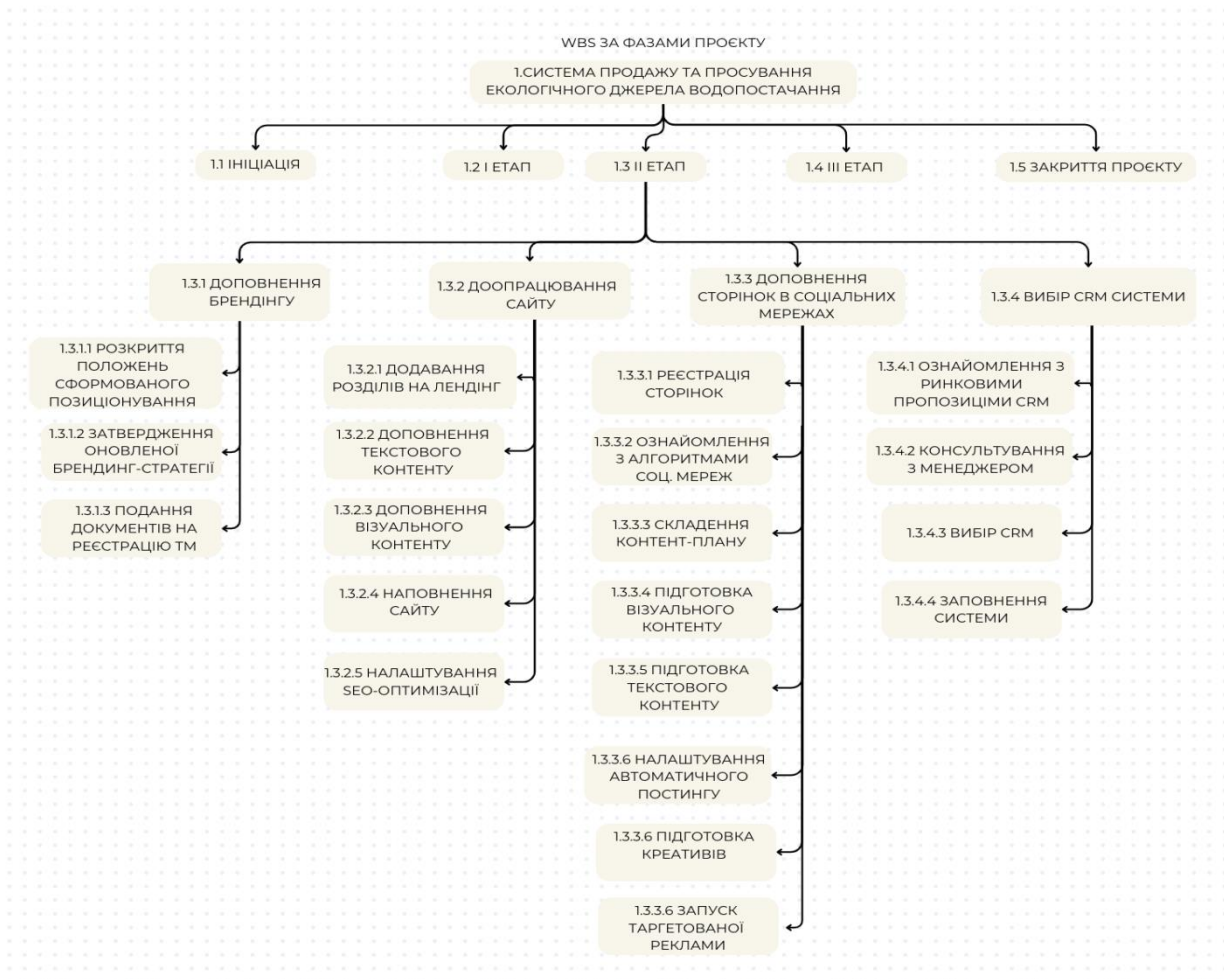 WBS ЗА ФАЗАМИ ПРОЄКТУ
1.СИСТЕМА ПРОДАЖУ ТА ПРОСУВАННЯ
ЕКОЛОГІЧНОГО ДЖЕРЕЛА ВОДОПОСТАЧАННЯ
1.1 ІНІЦІАЦІЯ
1.2 І ЕТАП
1.3 ІІ ЕТАП
1.4 ІІІ ЕТАП
1.5 ЗАКРИТТЯ ПРОЄКТУ
1.3.1 ДОПОВНЕННЯ
БРЕНДІНГУ
1.3.1.1 РОЗКРИТТЯ
ПОЛОЖЕНЬ
СФОРМОВАНОГО
ПОЗИЦІОНУВАННЯ
1.3.1.2 ЗАТВЕРДЖЕННЯ
ОНОВЛЕНОЇ
БРЕНДИНГ-СТРАТЕГІЇ
1.3.1.3 ПОДАННЯ
ДОКУМЕНТІВ НА
РЕЄСТРАЦІЮ ТМ
1.3.2 ДООПРАЦЮВАННЯ
САЙТУ
1.3.2.1 ДОДАВАННЯ
РОЗДІЛІВ НА ЛЕНДІНГ
1.3.2.2 ДОПОВНЕННЯ
ТЕКСТОВОГО
КОНТЕНТУ
1.3.2.3 ДОПОВНЕННЯ
ВІЗУАЛЬНОГО
КОНТЕНТУ
1.3.2.4 НАПОВНЕННЯ
САЙТУ
1.3.2.5 НАЛАШТУВАННЯ
SEO-ОПТИМІЗАЦІЇ
1.3.3 ДОПОВНЕННЯ
СТОРІНОК В СОЦІАЛЬНИХ
МЕРЕЖАХ
1.3.3.1 РЕЄСТРАЦІЯ
СТОРІНОК
1.3.3.2 ОЗНАЙОМЛЕННЯ
З АЛГОРИТМАМИ
СОЦ. МЕРЕЖ
1.3.3.3 СКЛАДЕННЯ
КОНТЕНТ-ПЛАНУ
1.3.3.4 ПІДГОТОВКА
ВІЗУАЛЬНОГО
КОНТЕНТУ
1.3.3.5 ПІДГОТОВКА
ТЕКСТОВОГО
КОНТЕНТУ
1.3.3.6 НАЛАШТУВАННЯ
АВТОМАТИЧНОГО
ПОСТИНГУ
1.3.3.6 ПІДГОТОВКА
КРЕАТИВІВ
1.3.3.6 ЗАПУСК
ТАРГЕТОВАНОЇ
РЕКЛАМИ
1.3.4 ВИБІР CRM СИСТЕМИ
1.3.4.1 ОЗНАЙОМЛЕННЯ З
РИНКОВИМИ
ПРОПОЗИЦІМИ CRM
1.3.4.2 КОНСУЛЬТУВАННЯ
З МЕНЕДЖЕРОМ
1.3.4.3 ВИБІР CRM
1.3.4.4 ЗАПОВНЕННЯ
СИСТЕМИ